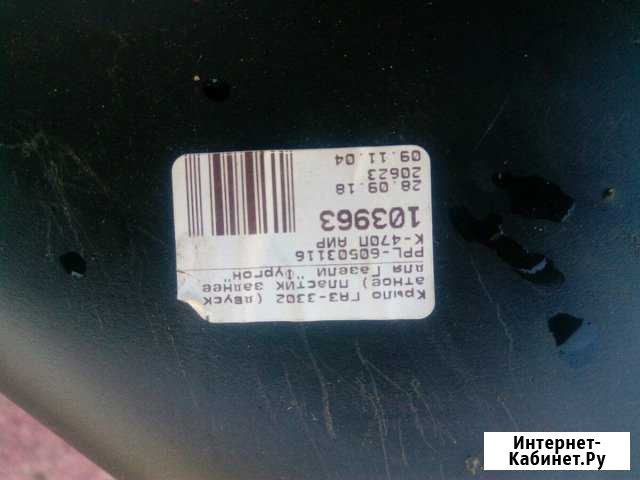 Крыло ГАЗ-3302 (двуск
атное) пластик заднее
для Газели "Фургон"
PPL-60503116
К-470П АИР
103963
28.09.18
20623
09.11.04
Интернет-
Кабинет.Ру